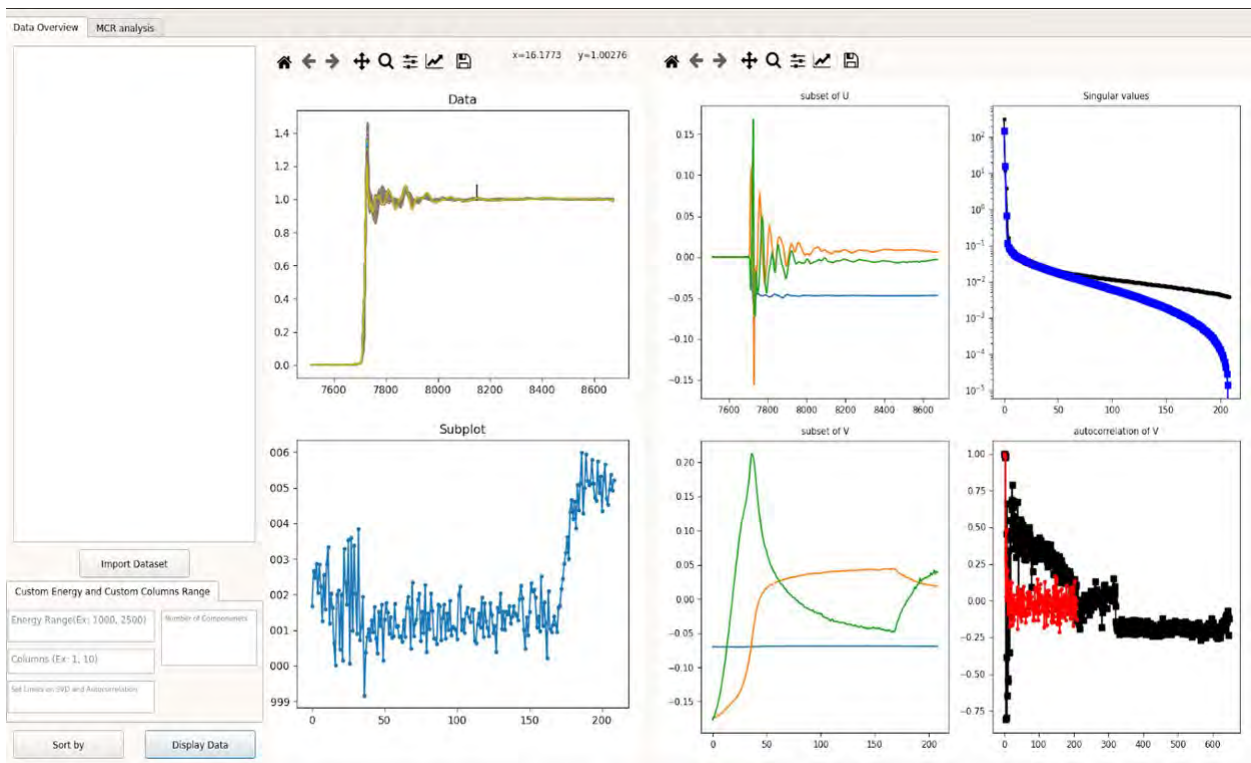 Data Overview
MCR analysis
x=16.1773 y=1.00276
Data
1.4
1.2
1.0
0.8
0.6
0.4
0.2
0.0
7600 7800 8000 8200 8400 8600
Subplot
006
005
004
003
002
001
000
999
0 50 100 150 200
subset of U
0.15
0.10
0.05
0.00
−0.05
−0.10
−0.15
7600 7800 8000 8200 8400 8600
Singular values
10²
10¹
10⁰
10⁻¹
10⁻²
10⁻³
10⁻⁴
10⁻⁵
0 50 100 150 200
subset of V
0.20
0.15
0.10
0.05
0.00
−0.05
−0.10
−0.15
0 50 100 150 200
autocorrelation of V
1.00
0.75
0.50
0.25
0.00
−0.25
−0.50
−0.75
0 100 200 300 400 500 600
Import Dataset
Custom Energy and Custom Columns Range
Energy Range(Ex: 1000, 2500)
Number of Components
Columns (Ex: 1, 10)
Set Limits on SVD and Autocorrelation
Sort by
Display Data